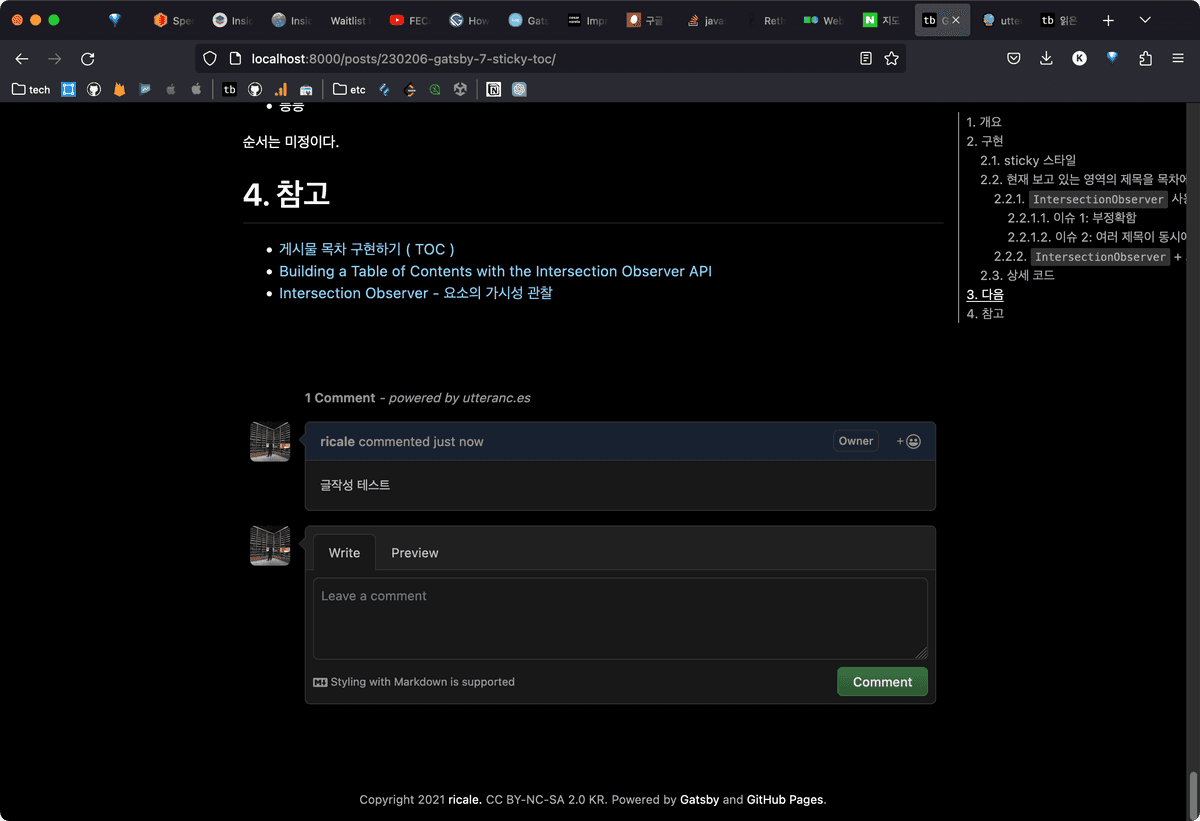 Spe
Insi
Insi
Waitlist
FEC
How
Gats
Imp
구글
java
Reth
Web
지도
tb G
utter
tb 읽은
localhost:8000/posts/230206-gatsby-7-sticky-toc/
K
tech
tb
etc
등등
순서는 미정이다.
4. 참고
게시물 목차 구현하기 ( TOC )
Building a Table of Contents with the Intersection Observer API
Intersection Observer - 요소의 가시성 관찰
1. 개요
2. 구현
2.1. sticky 스타일
2.2. 현재 보고 있는 영역의 제목을 목차에
2.2.1. IntersectionObserver 사용
2.2.1.1. 이슈 1: 부정확함
2.2.1.2. 이슈 2: 여러 제목이 동시에
2.2.2. IntersectionObserver +
2.3. 상세 코드
3. 다음
4. 참고
1 Comment - powered by utteranc.es
ricale commented just now
Owner
+
글작성 테스트
Write
Preview
Leave a comment
Styling with Markdown is supported
Comment
Copyright 2021 ricale. CC BY-NC-SA 2.0 KR. Powered by Gatsby and GitHub Pages.